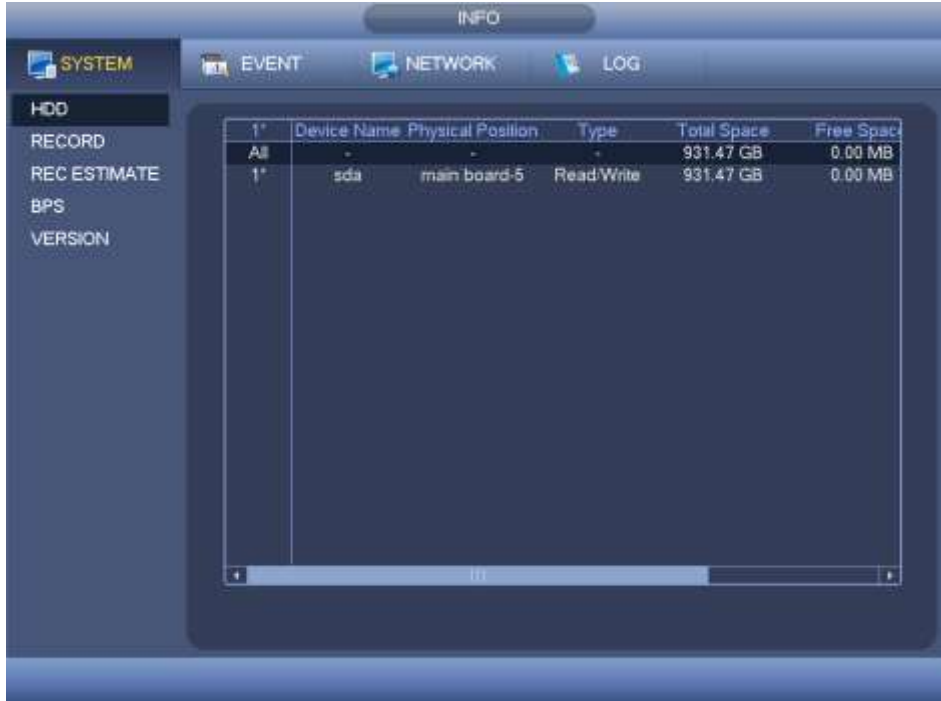 INFO
SYSTEM EVENT NETWORK LOG
HDD
RECORD
REC ESTIMATE
BPS
VERSION
1* Device Name Physical Position Type Total Space Free Spac
All - - - 931.47 GB 0.00 MB
1* sda main board-5 Read/Write 931.47 GB 0.00 MB